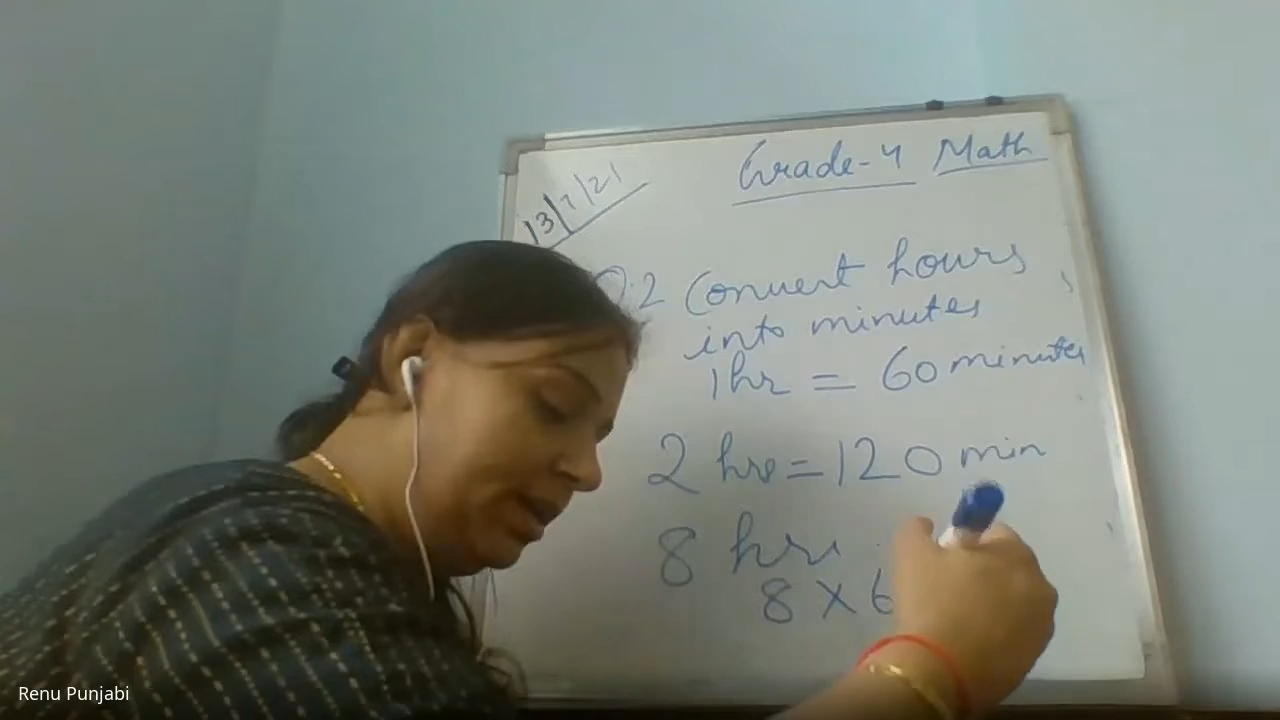 Grade-4 Math
13/7/21
Q.2 Convert hours
into minutes
1hr = 60 minutes
2 hrs = 120 min
8 hrs
8 × 6
Renu Punjabi